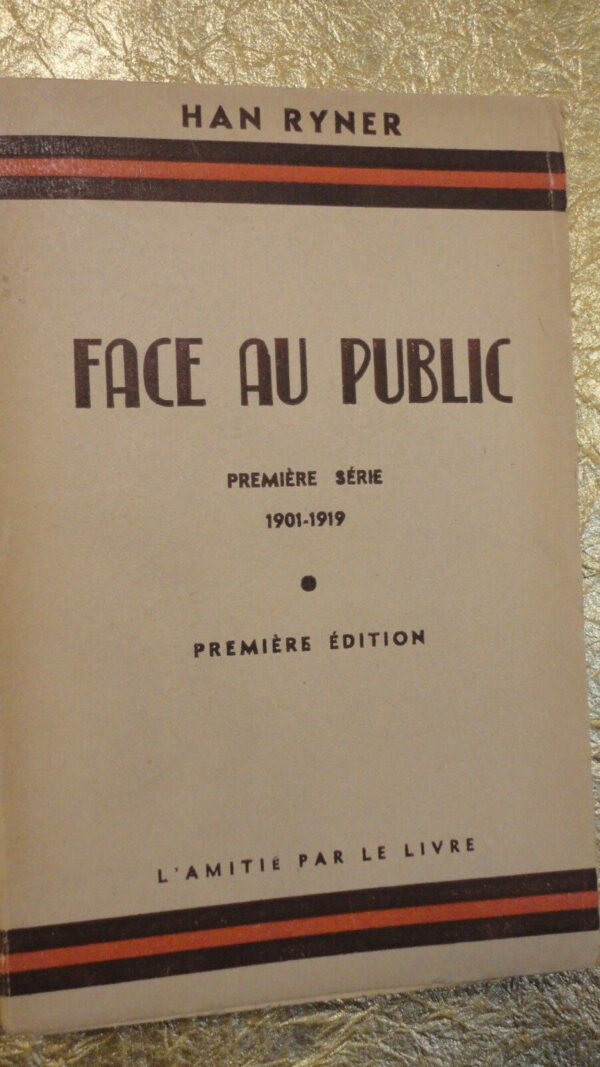 HAN RYNER
FACE AU PUBLIC
PREMIÈRE SÉRIE
1901-1919
PREMIÈRE ÉDITION
L'AMITIÉ PAR LE LIVRE